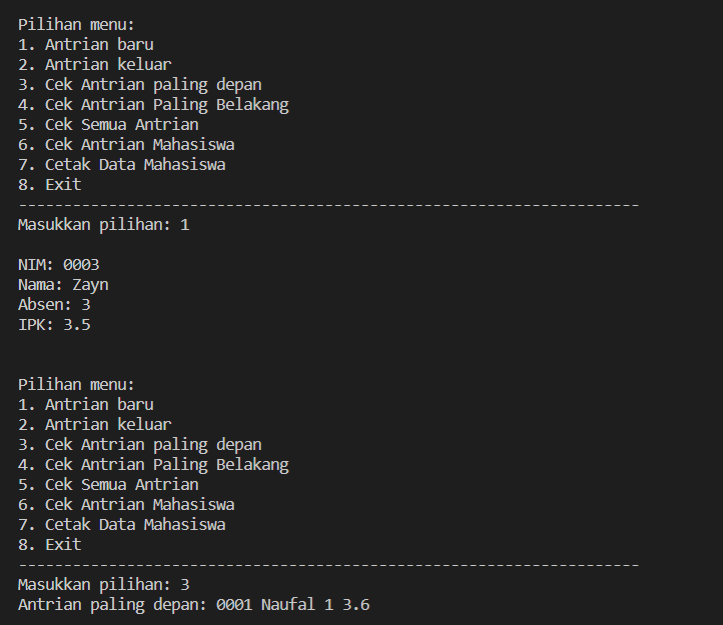 Pilihan menu:
1. Antrian baru
2. Antrian keluar
3. Cek Antrian paling depan
4. Cek Antrian Paling Belakang
5. Cek Semua Antrian
6. Cek Antrian Mahasiswa
7. Cetak Data Mahasiswa
8. Exit
---------------------------------------------------------------------
Masukkan pilihan: 1
NIM: 0003
Nama: Zayn
Absen: 3
IPK: 3.5
Pilihan menu:
1. Antrian baru
2. Antrian keluar
3. Cek Antrian paling depan
4. Cek Antrian Paling Belakang
5. Cek Semua Antrian
6. Cek Antrian Mahasiswa
7. Cetak Data Mahasiswa
8. Exit
---------------------------------------------------------------------
Masukkan pilihan: 3
Antrian paling depan: 0001 Naufal 1 3.6